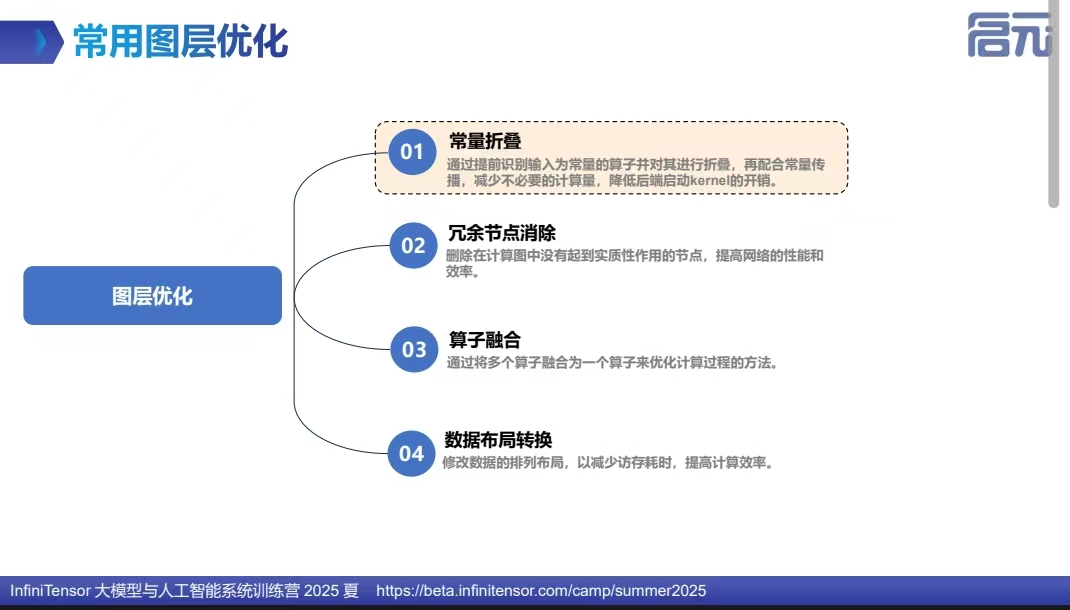 常用图层优化
启元
图层优化
01
常量折叠
通过提前识别输入为常量的算子并对其进行折叠，再配合常量传
播，减少不必要的计算量，降低后端启动kernel的开销。
02
冗余节点消除
删除在计算图中没有起到实质性作用的节点，提高网络的性能和
效率。
03
算子融合
通过将多个算子融合为一个算子来优化计算过程的方法。
04
数据布局转换
修改数据的排列布局，以减少访存耗时，提高计算效率。
InfiniTensor 大模型与人工智能系统训练营 2025 夏 https://beta.infinitensor.com/camp/summer2025